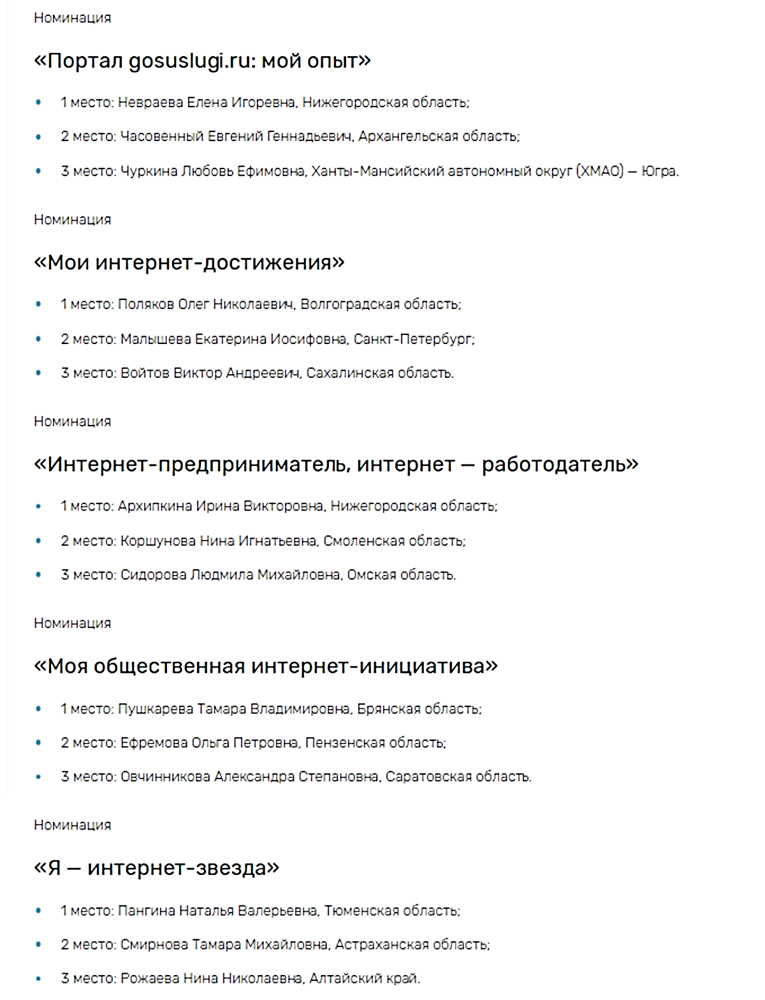 Номинация
«Портал gosuslugi.ru: мой опыт»
• 1 место: Невраева Елена Игоревна, Нижегородская область;
• 2 место: Часовенный Евгений Геннадьевич, Архангельская область;
• 3 место: Чуркина Любовь Ефимовна, Ханты-Мансийский автономный округ (ХМАО) — Югра.
Номинация
«Мои интернет-достижения»
• 1 место: Поляков Олег Николаевич, Волгоградская область;
• 2 место: Малышева Екатерина Иосифовна, Санкт-Петербург;
• 3 место: Войтов Виктор Андреевич, Сахалинская область.
Номинация
«Интернет-предприниматель, интернет — работодатель»
• 1 место: Архипкина Ирина Викторовна, Нижегородская область;
• 2 место: Коршунова Нина Игнатьевна, Смоленская область;
• 3 место: Сидорова Людмила Михайловна, Омская область.
Номинация
«Моя общественная интернет-инициатива»
• 1 место: Пушкарева Тамара Владимировна, Брянская область;
• 2 место: Ефремова Ольга Петровна, Пензенская область;
• 3 место: Овчинникова Александра Степановна, Саратовская область.
Номинация
«Я — интернет-звезда»
• 1 место: Пангина Наталья Валерьевна, Тюменская область;
• 2 место: Смирнова Тамара Михайловна, Астраханская область;
• 3 место: Рожаева Нина Николаевна, Алтайский край.